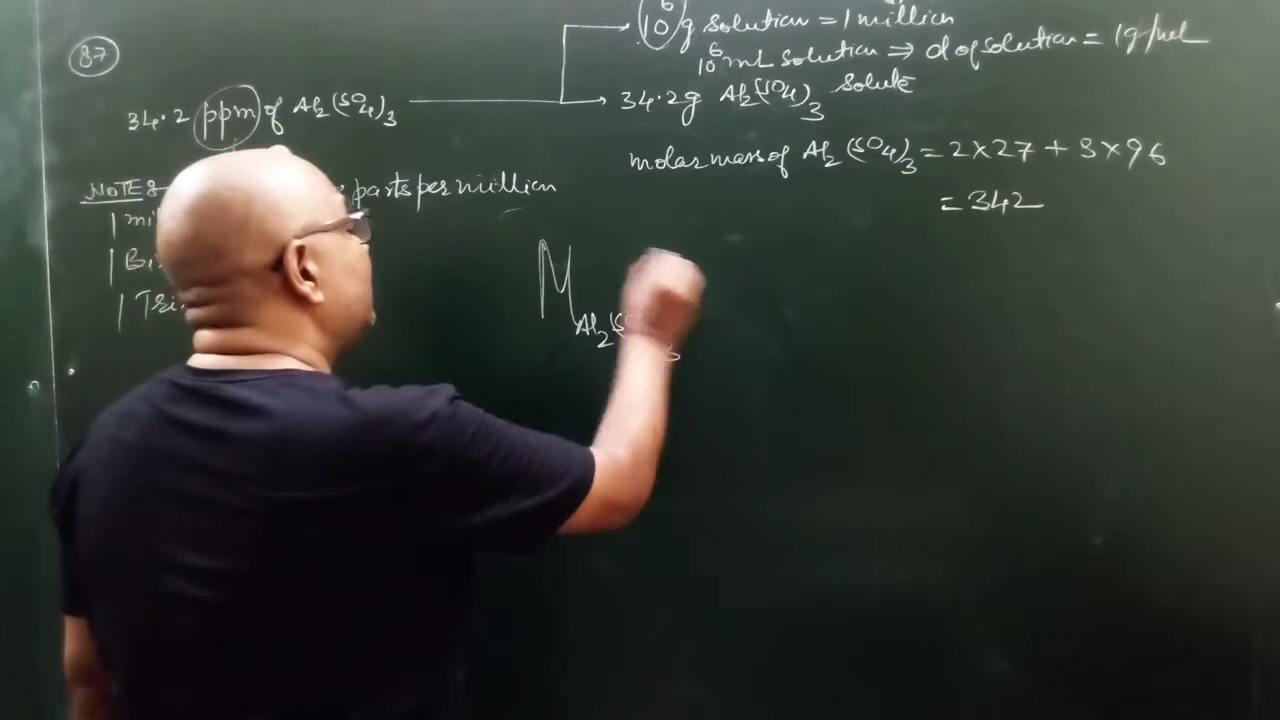 87
10⁶ g solution = 1 million
10⁶ mL solution ⇒ d of solution = 1g/mL
34.2 ppm of Al₂(SO₄)₃
34.2g Al₂(SO₄)₃ solute
molar mass of Al₂(SO₄)₃ = 2×27 + 3×96
= 342
NOTE parts per million
M Al₂